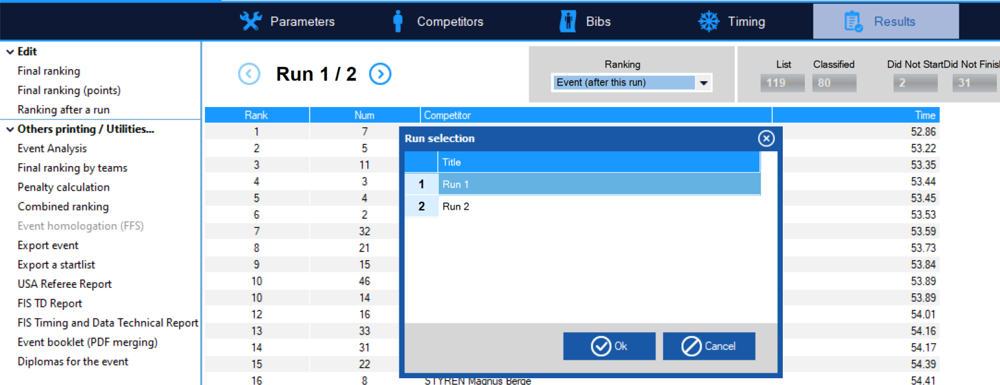 Parameters Competitors Bibs Timing Results
Edit
Final ranking
Final ranking (points)
Ranking after a run
Others printing / Utilities...
Event Analysis
Final ranking by teams
Penalty calculation
Combined ranking
Event homologation (FFS)
Export event
Export a startlist
USA Referee Report
FIS TD Report
FIS Timing and Data Technical Report
Event booklet (PDF merging)
Diplomas for the event
Run 1 / 2
Ranking
Event (after this run)
List Classified Did Not Start Did Not Finish
119 80 2 31
Rank Num Competitor Time
1 7 52.86
2 5 53.22
3 11 53.35
4 3 53.44
5 4 53.45
6 2 53.53
7 32 53.59
8 21 53.73
9 15 53.84
10 46 53.89
10 14 53.89
12 16 54.01
13 33 54.16
14 31 54.17
15 22 54.39
16 8 STYREN Magnus Berge 54.41
Run selection
Title
1 Run 1
2 Run 2
Ok Cancel